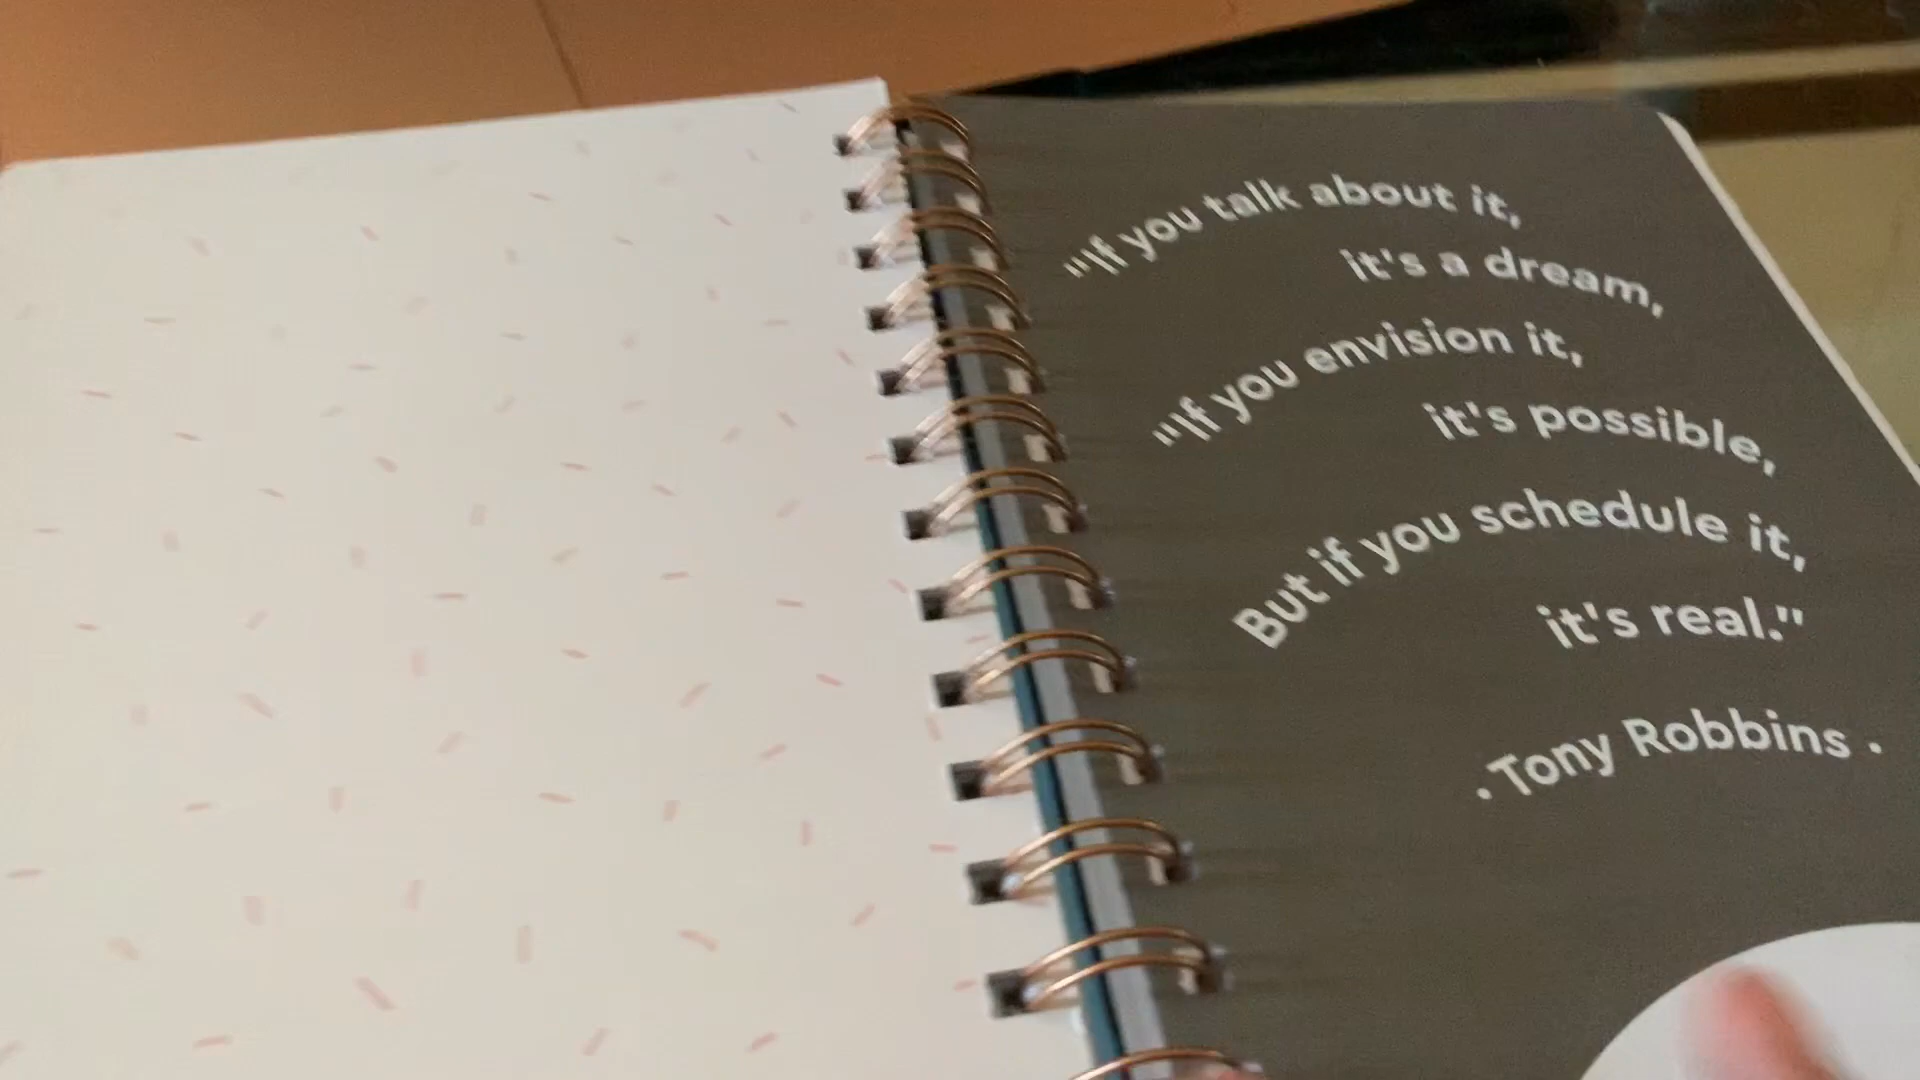 "If you talk about it,
it's a dream,
"If you envision it,
it's possible,
But if you schedule it,
it's real."
. Tony Robbins .